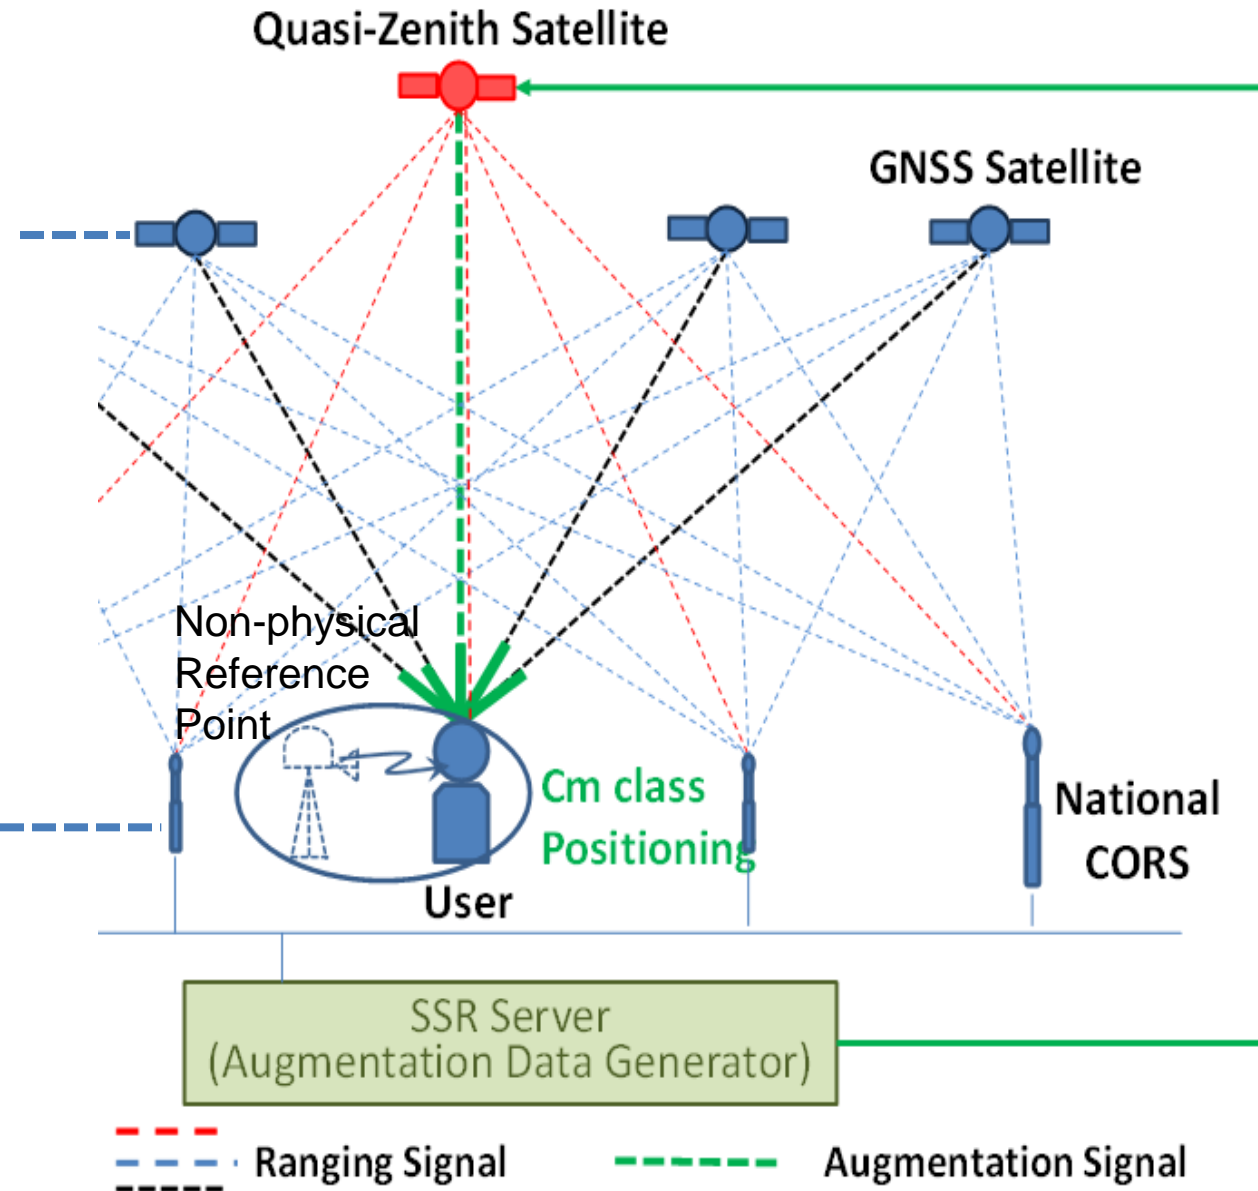 Quasi-Zenith Satellite
GNSS Satellite
Non-physical
Reference
Point
Cm class
Positioning
User
National
CORS
SSR Server
(Augmentation Data Generator)
Ranging Signal
Augmentation Signal